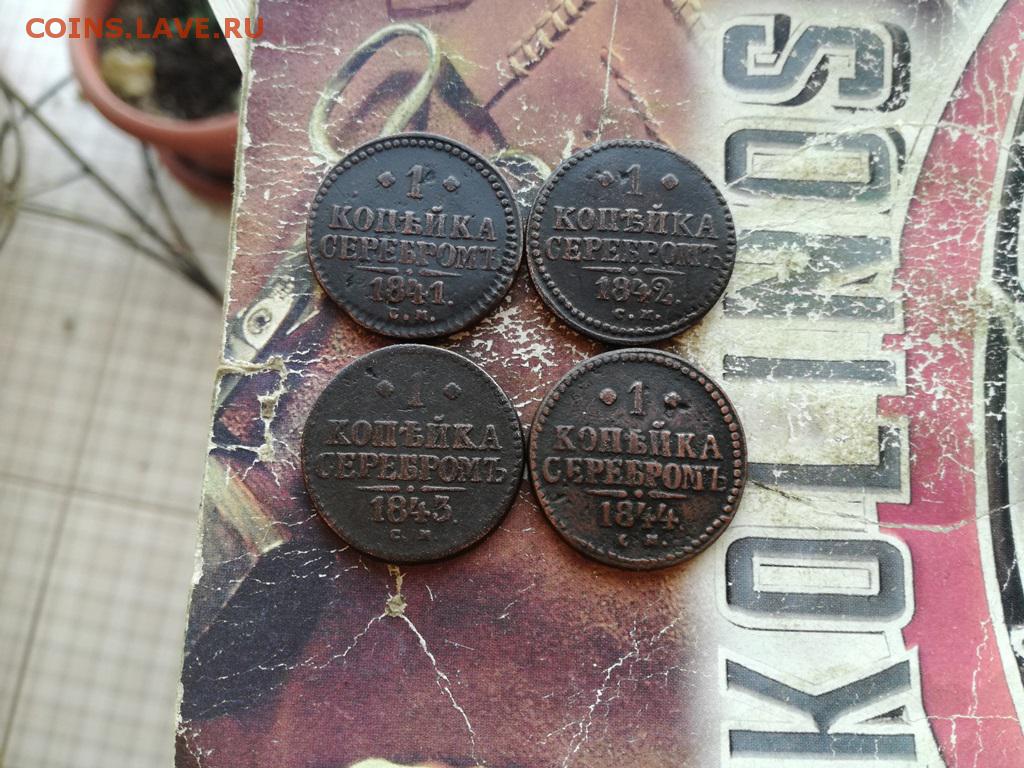 COINS.LAVE.RU
• 1 •
КОПѢЙКА
СЕРЕБРОМЪ
1841.
С. М.
• 1 •
КОПѢЙКА
СЕРЕБРОМЪ
1842.
С. М.
• 1 •
КОПѢЙКА
СЕРЕБРОМЪ
1843.
С. М.
• 1 •
КОПѢЙКА
СЕРЕБРОМЪ
1844
С. М.
KOLINOS